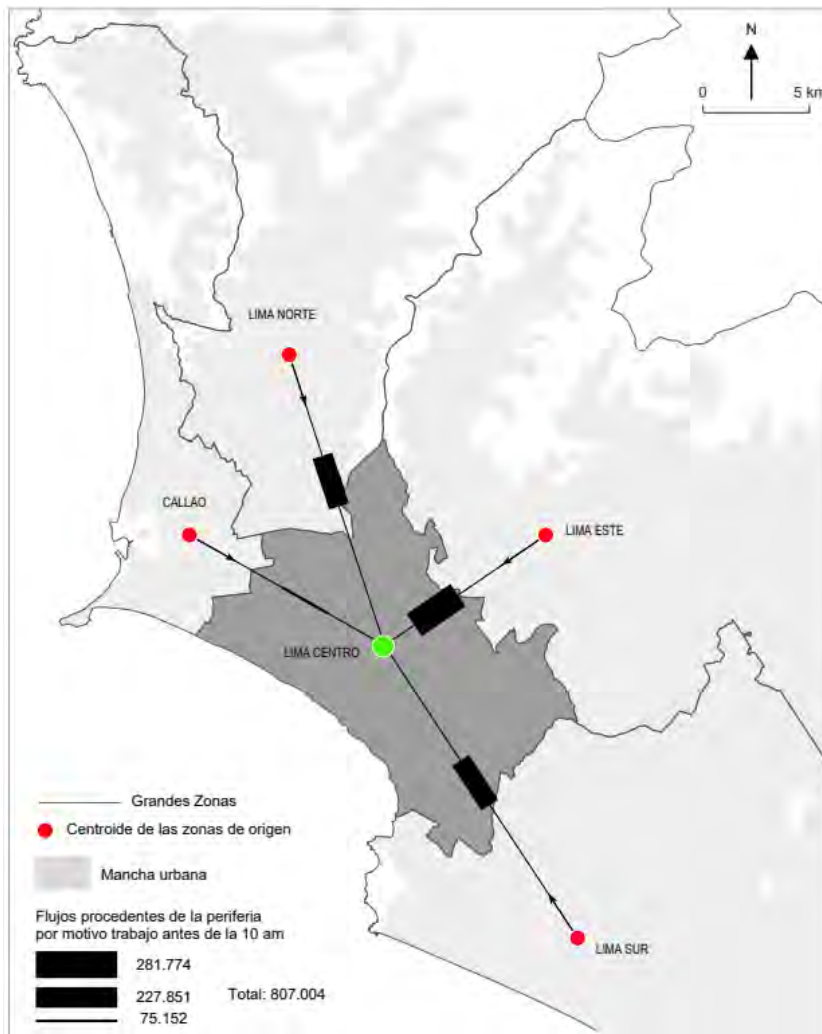 N
0 5 km
LIMA NORTE
CALLAO
LIMA ESTE
LIMA CENTRO
LIMA SUR
Grandes Zonas
Centroide de las zonas de origen
Mancha urbana
Flujos procedentes de la periferia
por motivo trabajo antes de la 10 am
281.774
227.851 Total: 807.004
75.152